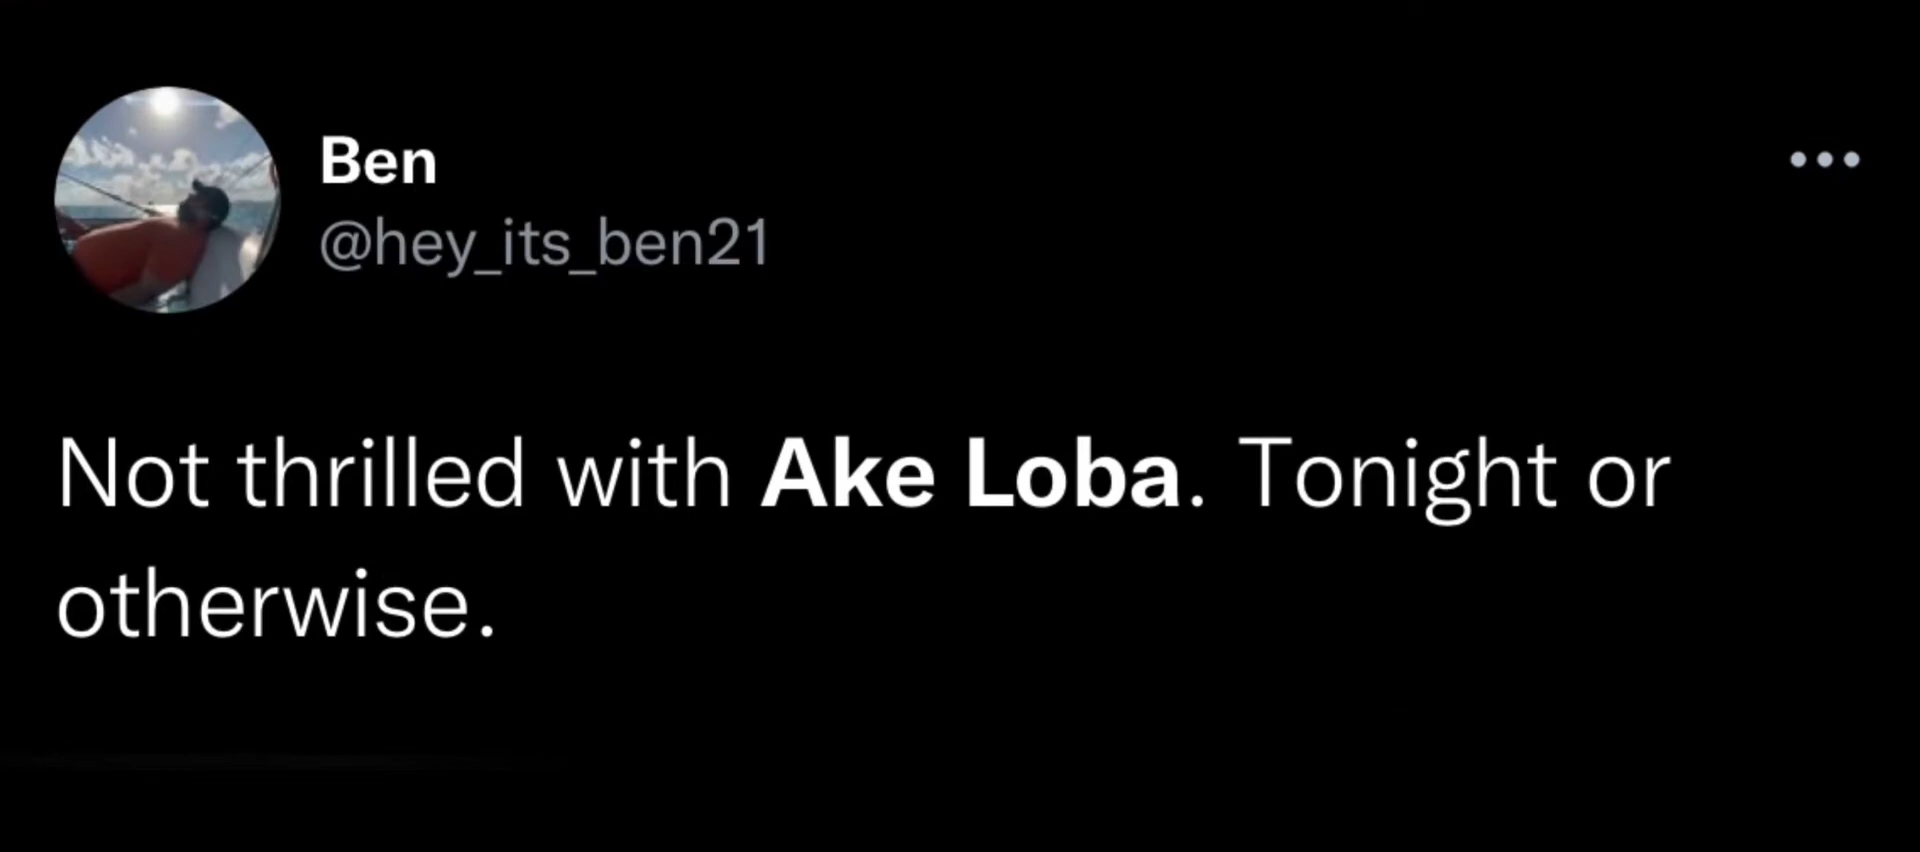 Ben
@hey_its_ben21
Not thrilled with Ake Loba. Tonight or
otherwise.